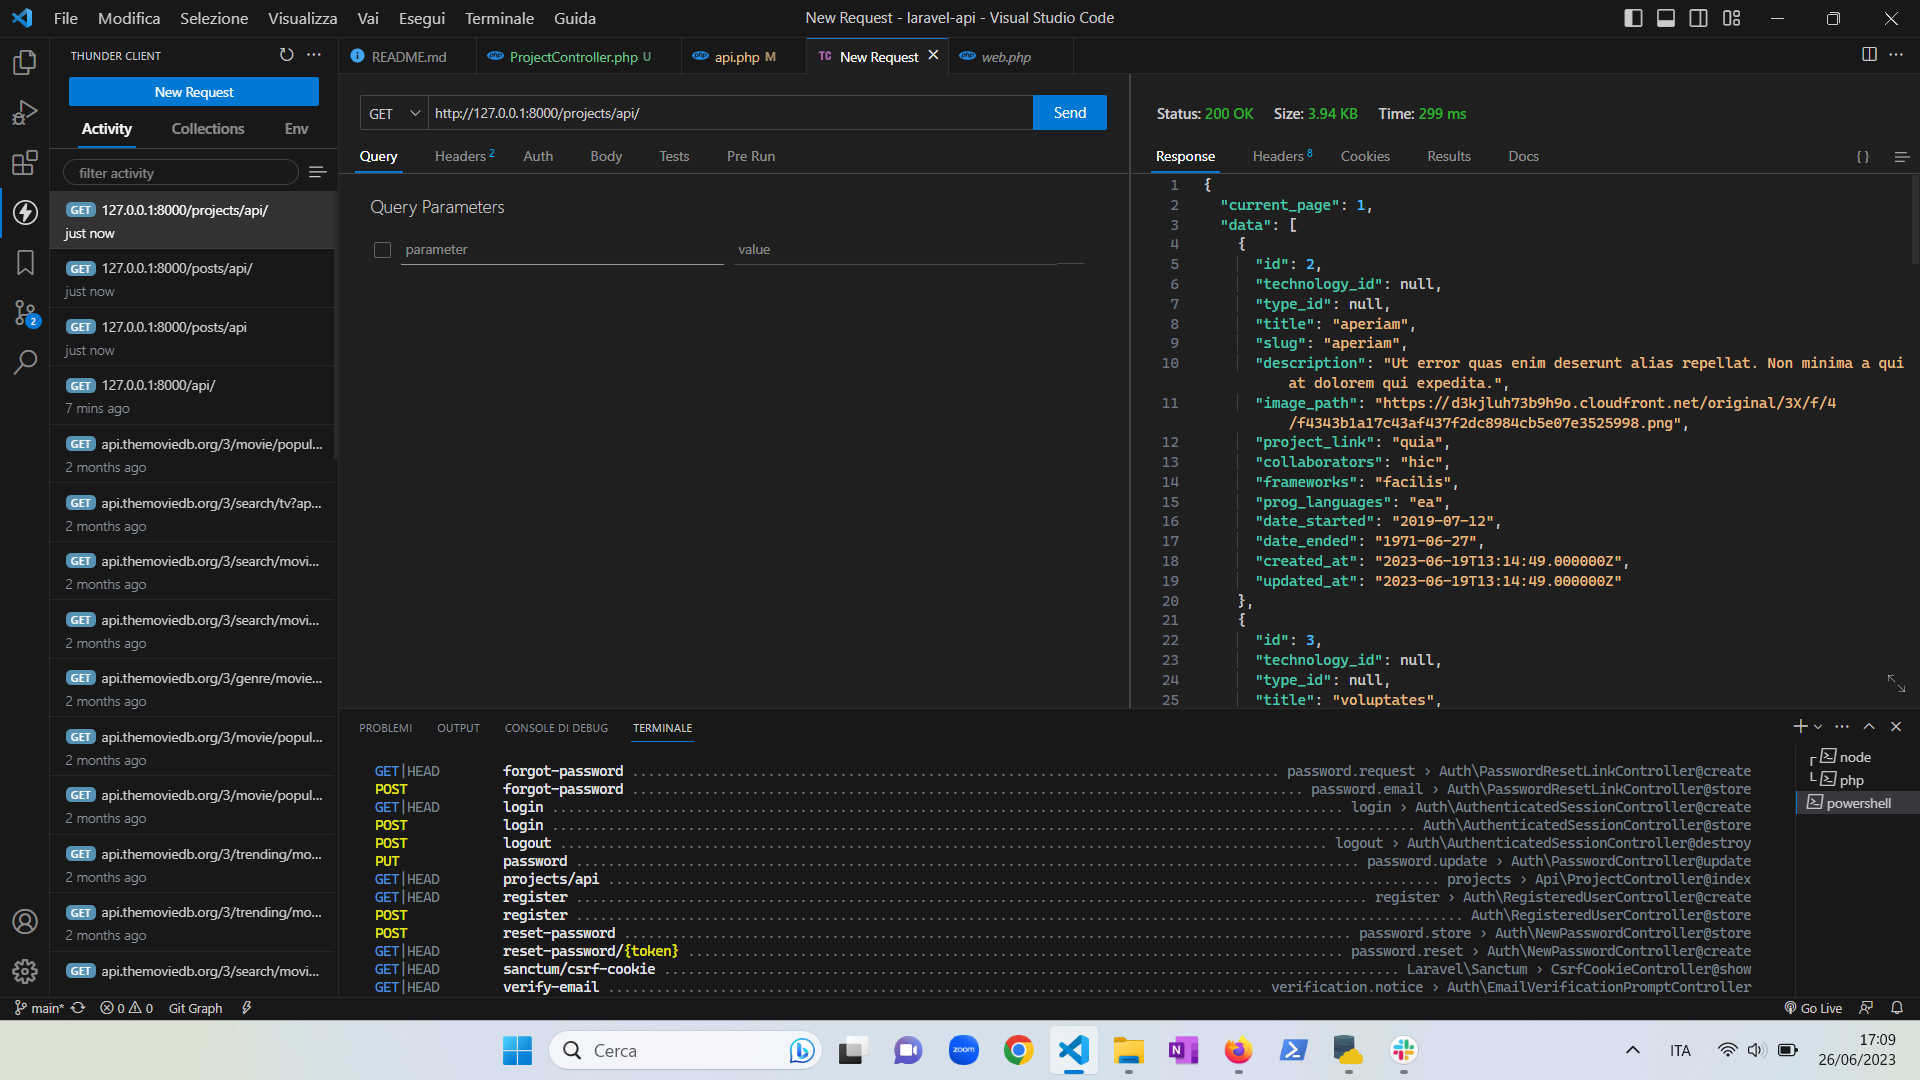 File Modifica Selezione Visualizza Vai Esegui Terminale Guida
New Request - laravel-api - Visual Studio Code
THUNDER CLIENT
New Request
Activity Collections Env
filter activity
GET 127.0.0.1:8000/projects/api/
just now
GET 127.0.0.1:8000/posts/api/
just now
GET 127.0.0.1:8000/posts/api
just now
GET 127.0.0.1:8000/api/
7 mins ago
GET api.themoviedb.org/3/movie/popul...
2 months ago
GET api.themoviedb.org/3/search/tv?ap...
2 months ago
GET api.themoviedb.org/3/search/movi...
2 months ago
GET api.themoviedb.org/3/search/movi...
2 months ago
GET api.themoviedb.org/3/genre/movie...
2 months ago
GET api.themoviedb.org/3/movie/popul...
2 months ago
GET api.themoviedb.org/3/movie/popul...
2 months ago
GET api.themoviedb.org/3/trending/mo...
2 months ago
GET api.themoviedb.org/3/trending/mo...
2 months ago
GET api.themoviedb.org/3/search/movi...
2
README.md
php ProjectController.php U
php api.php M
TC New Request
php web.php
GET http://127.0.0.1:8000/projects/api/ Send
Query Headers 2 Auth Body Tests Pre Run
Query Parameters
parameter value
Status: 200 OK Size: 3.94 KB Time: 299 ms
Response Headers 8 Cookies Results Docs {}
1 {
2 "current_page": 1,
3 "data": [
4 {
5 "id": 2,
6 "technology_id": null,
7 "type_id": null,
8 "title": "aperiam",
9 "slug": "aperiam",
10 "description": "Ut error quas enim deserunt alias repellat. Non minima a qui
at dolorem qui expedita.",
11 "image_path": "https://d3kjluh73b9h9o.cloudfront.net/original/3X/f/4
/f4343b1a17c43af437f2dc8984cb5e07e3525998.png",
12 "project_link": "quia",
13 "collaborators": "hic",
14 "frameworks": "facilis",
15 "prog_languages": "ea",
16 "date_started": "2019-07-12",
17 "date_ended": "1971-06-27",
18 "created_at": "2023-06-19T13:14:49.000000Z",
19 "updated_at": "2023-06-19T13:14:49.000000Z"
20 },
21 {
22 "id": 3,
23 "technology_id": null,
24 "type_id": null,
25 "title": "voluptates",
PROBLEMI OUTPUT CONSOLE DI DEBUG TERMINALE
GET|HEAD forgot-password ........ password.request › Auth\PasswordResetLinkController@create
POST forgot-password ........ password.email › Auth\PasswordResetLinkController@store
GET|HEAD login ........ login › Auth\AuthenticatedSessionController@create
POST login ........ Auth\AuthenticatedSessionController@store
POST logout ........ logout › Auth\AuthenticatedSessionController@destroy
PUT password ........ password.update › Auth\PasswordController@update
GET|HEAD projects/api ........ projects › Api\ProjectController@index
GET|HEAD register ........ register › Auth\RegisteredUserController@create
POST register ........ Auth\RegisteredUserController@store
POST reset-password ........ password.store › Auth\NewPasswordController@store
GET|HEAD reset-password/{token} ........ password.reset › Auth\NewPasswordController@create
GET|HEAD sanctum/csrf-cookie ........ Laravel\Sanctum › CsrfCookieController@show
GET|HEAD verify-email ........ verification.notice › Auth\EmailVerificationPromptController
node
php
powershell
main* 0 0 Git Graph Go Live
Cerca zoom N ITA
17:09
26/06/2023